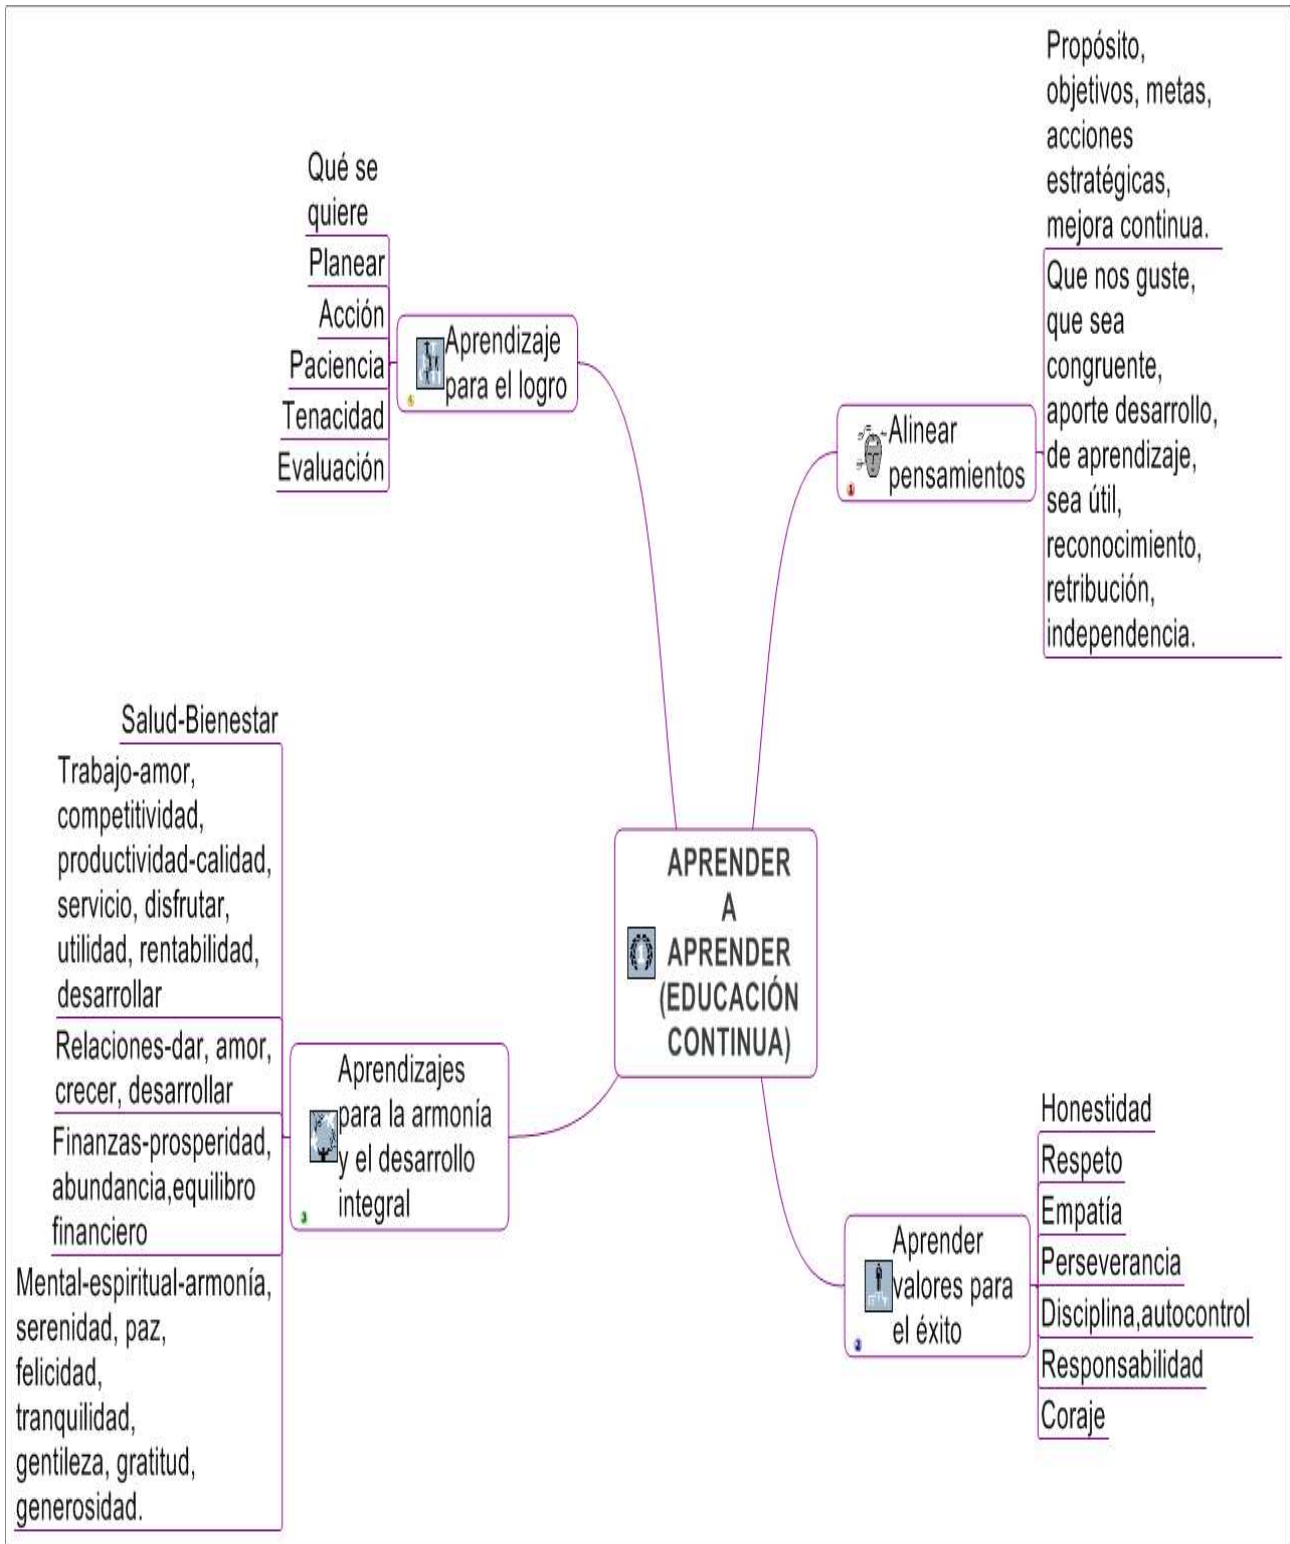 APRENDER
A
APRENDER
(EDUCACIÓN
CONTINUA)
Alinear
pensamientos
Propósito,
objetivos, metas,
acciones
estratégicas,
mejora continua.
Que nos guste,
que sea
congruente,
aporte desarrollo,
de aprendizaje,
sea útil,
reconocimiento,
retribución,
independencia.
Aprender
valores para
el éxito
Honestidad
Respeto
Empatía
Perseverancia
Disciplina,autocontrol
Responsabilidad
Coraje
Aprendizajes
para la armonía
y el desarrollo
integral
Salud-Bienestar
Trabajo-amor,
competitividad,
productividad-calidad,
servicio, disfrutar,
utilidad, rentabilidad,
desarrollar
Relaciones-dar, amor,
crecer, desarrollar
Finanzas-prosperidad,
abundancia,equilibro
financiero
Mental-espiritual-armonía,
serenidad, paz,
felicidad,
tranquilidad,
gentileza, gratitud,
generosidad.
Aprendizaje
para el logro
Qué se
quiere
Planear
Acción
Paciencia
Tenacidad
Evaluación
1
2
3
4